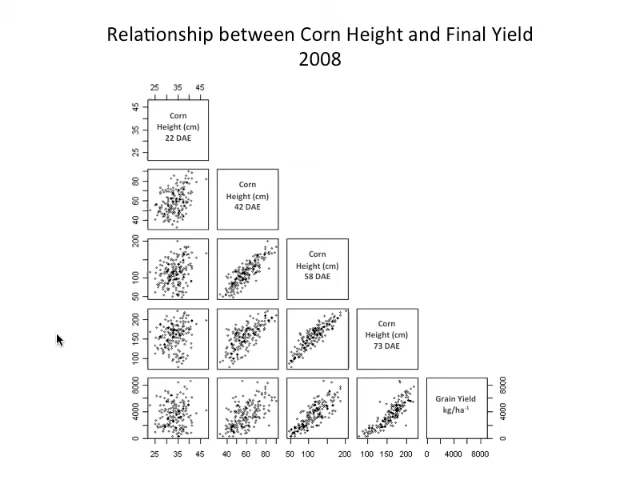 Relationship between Corn Height and Final Yield
2008
25 35 45
45
35
25
Corn
Height (cm)
22 DAE
80
60
40
Corn
Height (cm)
42 DAE
200
100
50
Corn
Height (cm)
58 DAE
200
150
100
Corn
Height (cm)
73 DAE
8000
4000
0
Grain Yield
kg/ha⁻¹
8000
4000
0
25 35 45
40 60 80
50 100 200
100 150 200
0 4000 8000